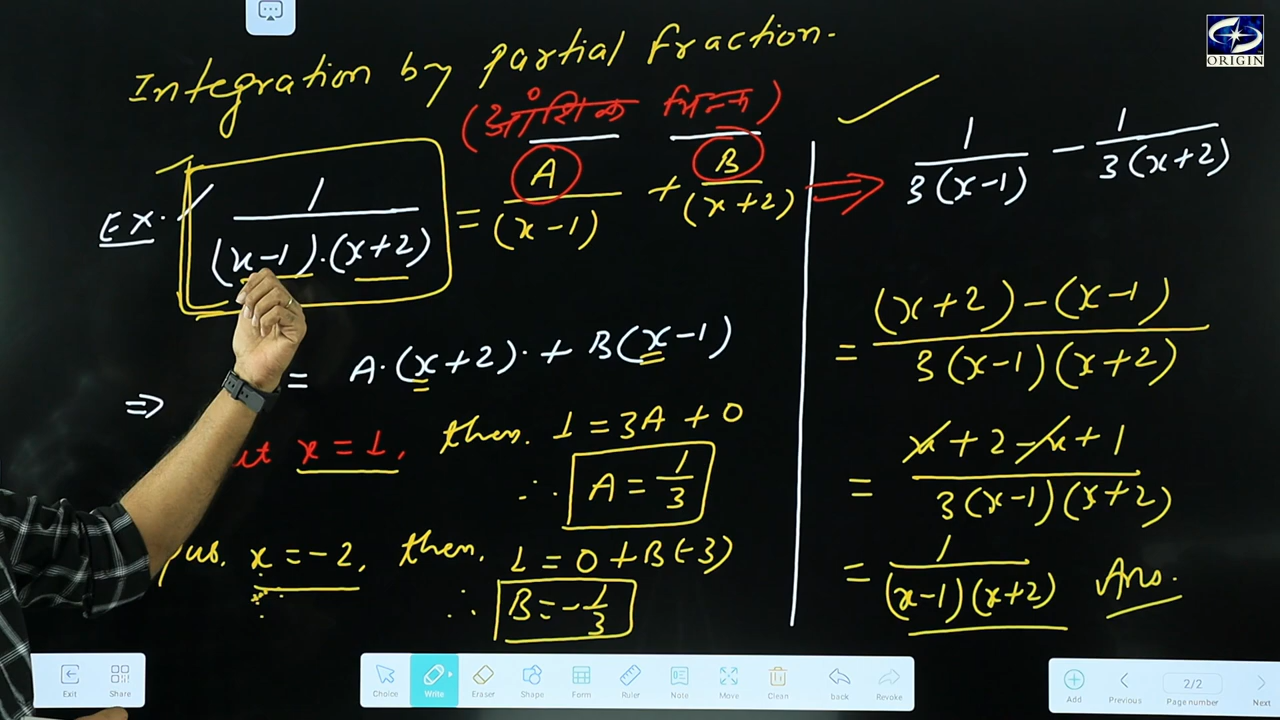 Integration by Partial fraction.
(आंशिक भिन्न)
Ex. 1/((x-1).(x+2)) = A/(x-1) + B/(x+2) ⇒ 1/(3(x-1)) - 1/(3(x+2))
= ((x+2)-(x-1))/(3(x-1)(x+2))
⇒ = A.(x+2). + B(x-1)
x=1, then. 1=3A+0
∴ A=1/3
x=-2, then. 1=0+B(-3)
∴ B=-1/3
= (x+2-x+1)/(3(x-1)(x+2))
= 1/((x-1)(x+2)) Ans.
ORIGIN
Exit Share
Choice Write Eraser Shape Form Ruler Note Move Clean back Revoke
Add Previous 2/2 Page number Next